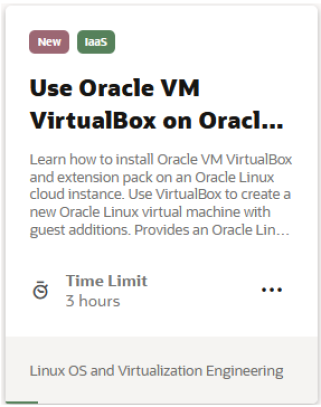 New IaaS
Use Oracle VM
VirtualBox on Oracl...
Learn how to install Oracle VM VirtualBox
and extension pack on an Oracle Linux
cloud instance. Use VirtualBox to create a
new Oracle Linux virtual machine with
guest additions. Provides an Oracle Lin...
Time Limit
3 hours
Linux OS and Virtualization Engineering